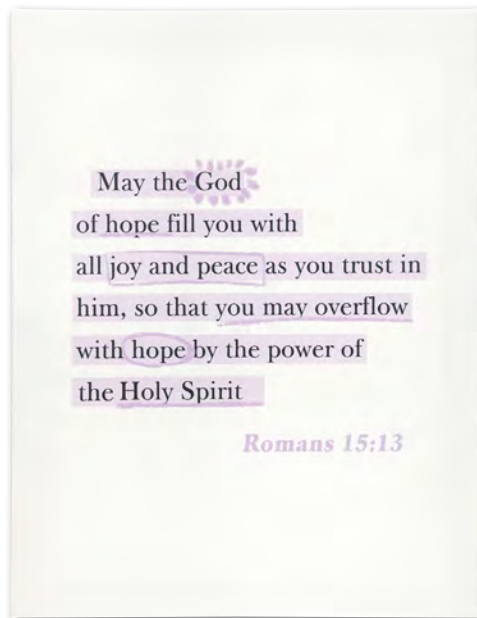 May the God
of hope fill you with
all joy and peace as you trust in
him, so that you may overflow
with hope by the power of
the Holy Spirit
Romans 15:13